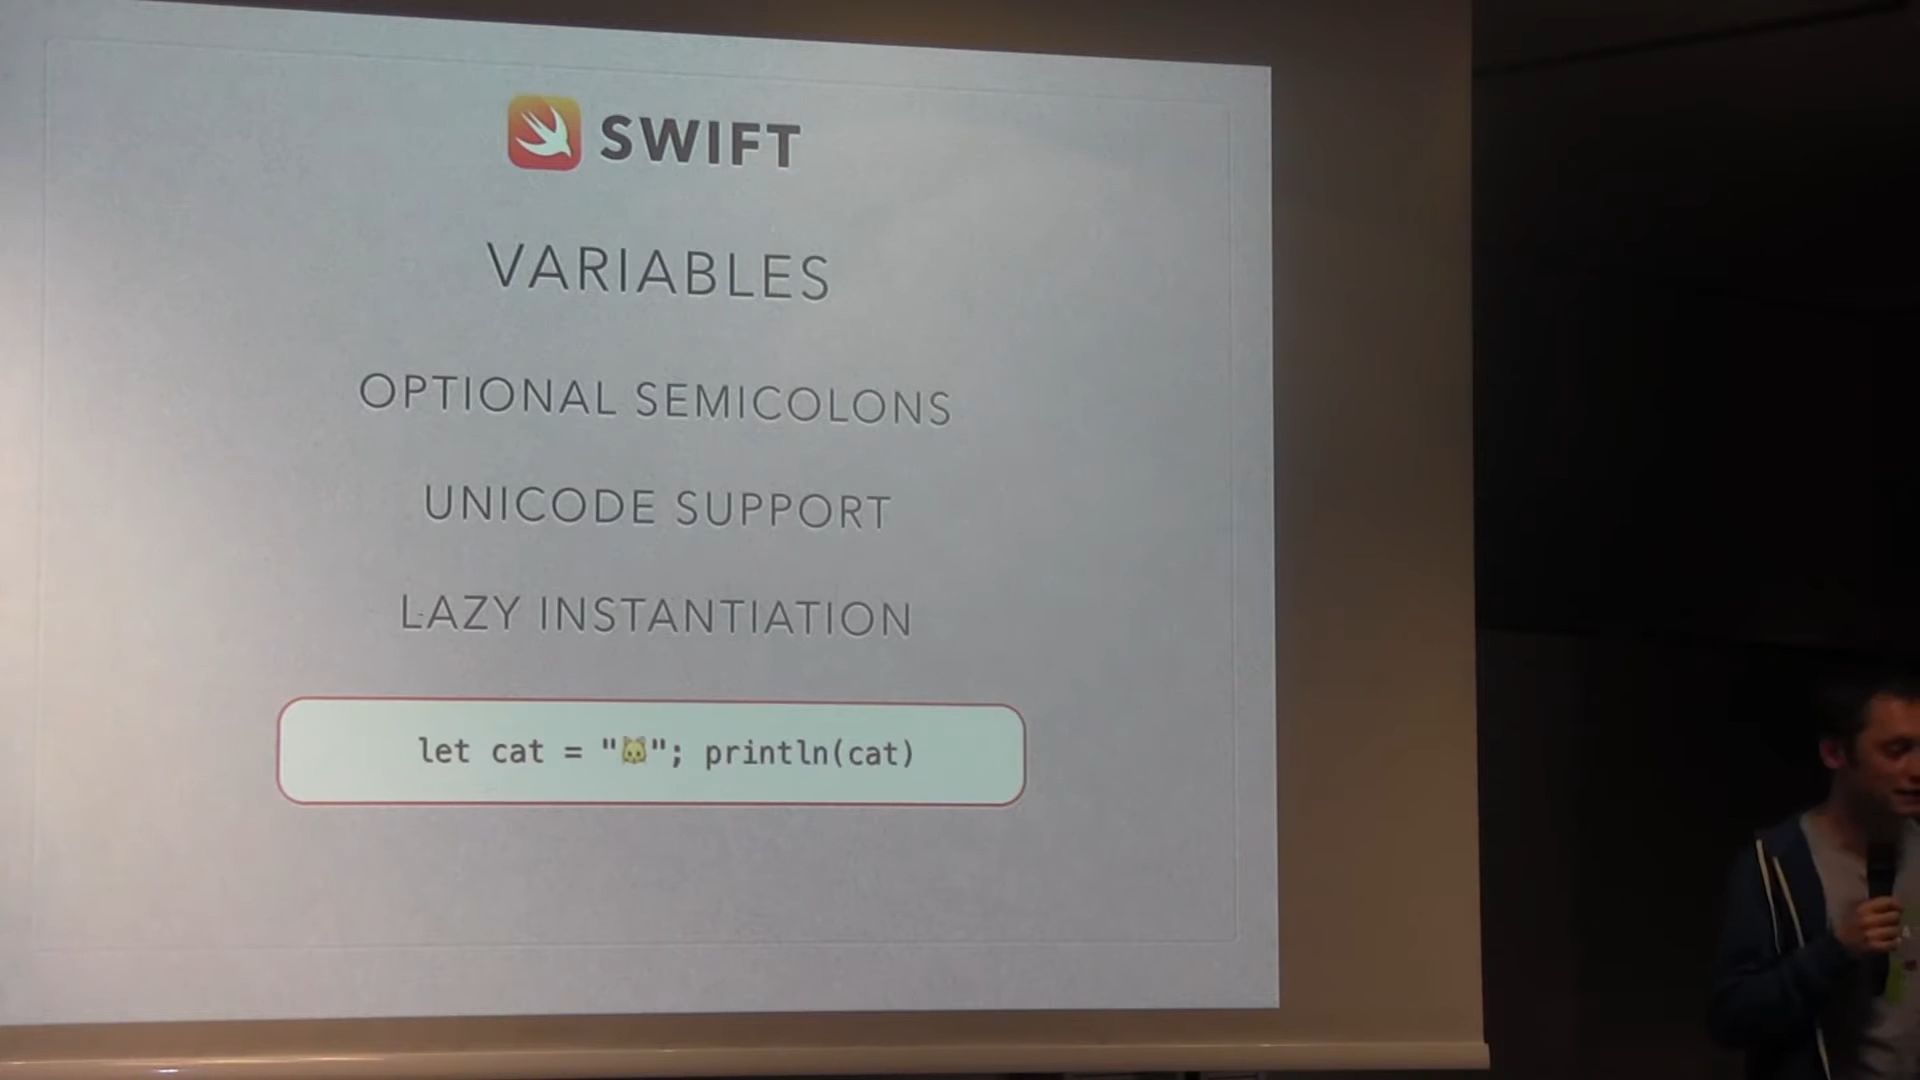 SWIFT
VARIABLES
OPTIONAL SEMICOLONS
UNICODE SUPPORT
LAZY INSTANTIATION
let cat = "🐱"; println(cat)